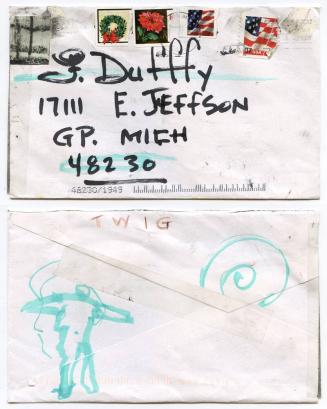 J. Dufffy
17111 E. JEFFSON
GP. MICH
48230
48230/1949
TWIG